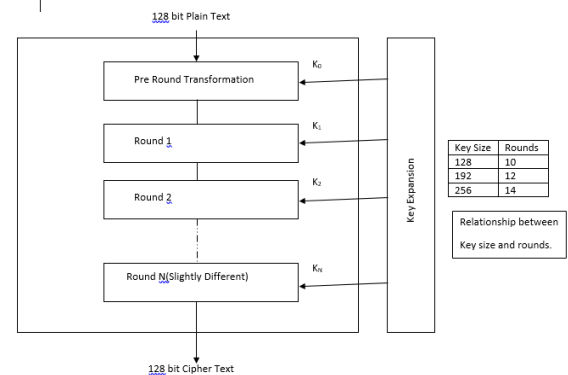 128 bit Plain Text
Pre Round Transformation
K₀
Round 1
K₁
Round 2
K₂
Round N(Slightly Different)
Kₙ
128 bit Cipher Text
Key Expansion
Key Size Rounds
128 10
192 12
256 14
Relationship between
Key size and rounds.